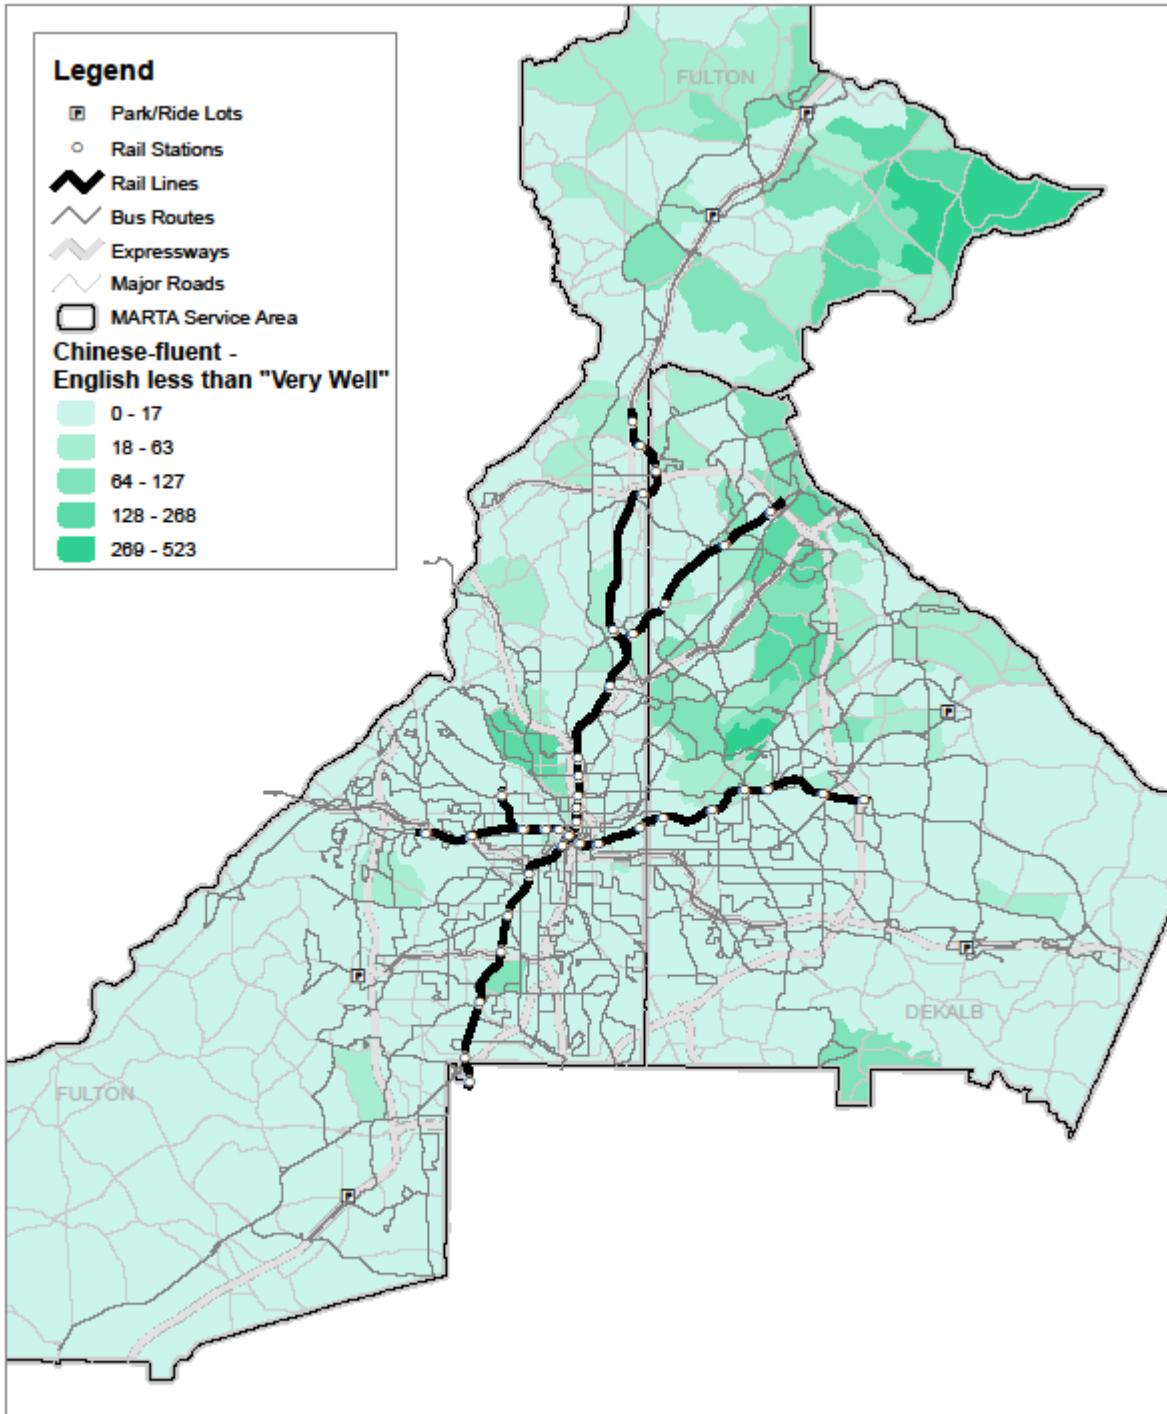 Legend
P Park/Ride Lots
Rail Stations
Rail Lines
Bus Routes
Expressways
Major Roads
MARTA Service Area
Chinese-fluent -
English less than "Very Well"
0 - 17
18 - 63
64 - 127
128 - 268
269 - 523
FULTON
P
P
P
P
P
DEKALB
FULTON
P